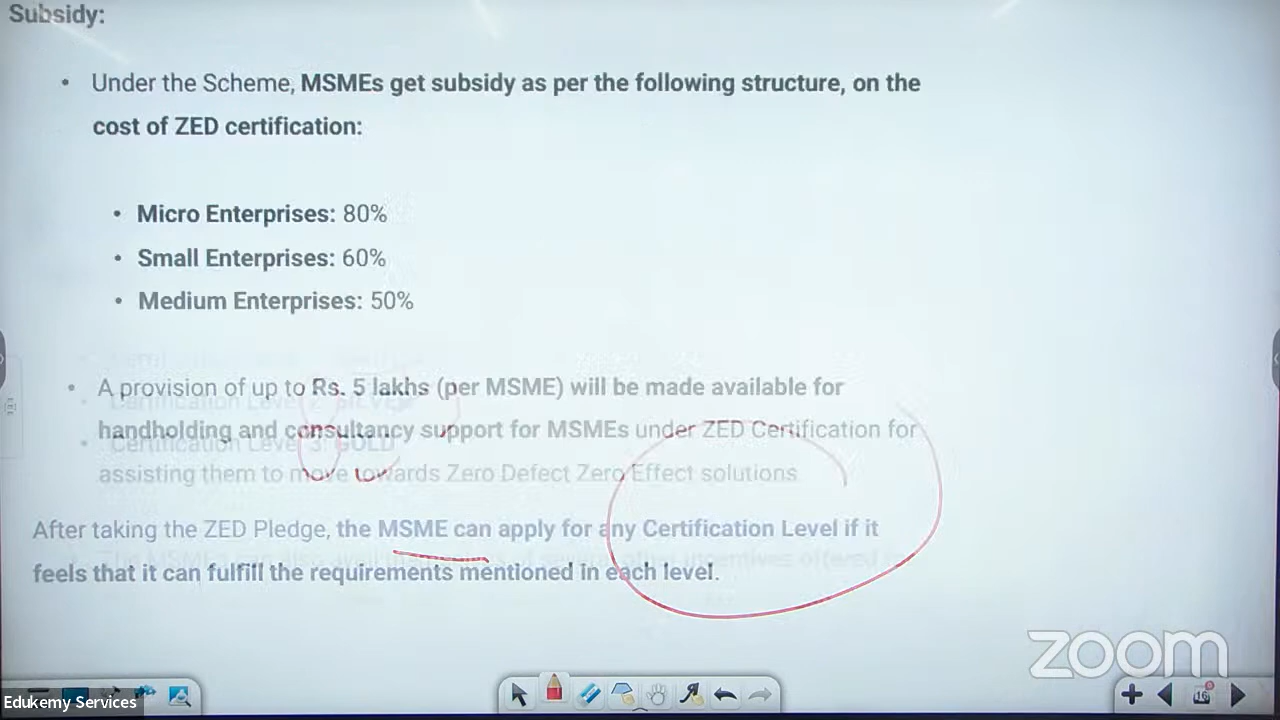 Subsidy:
• Under the Scheme, MSMEs get subsidy as per the following structure, on the
cost of ZED certification:
• Micro Enterprises: 80%
• Small Enterprises: 60%
• Medium Enterprises: 50%
• A provision of up to Rs. 5 lakhs (per MSME) will be made available for
handholding and consultancy support for MSMEs under ZED Certification for
assisting them to move towards Zero Defect Zero Effect solutions
After taking the ZED Pledge, the MSME can apply for any Certification Level if it
feels that it can fulfill the requirements mentioned in each level.
zoom
Edukemy Services
16